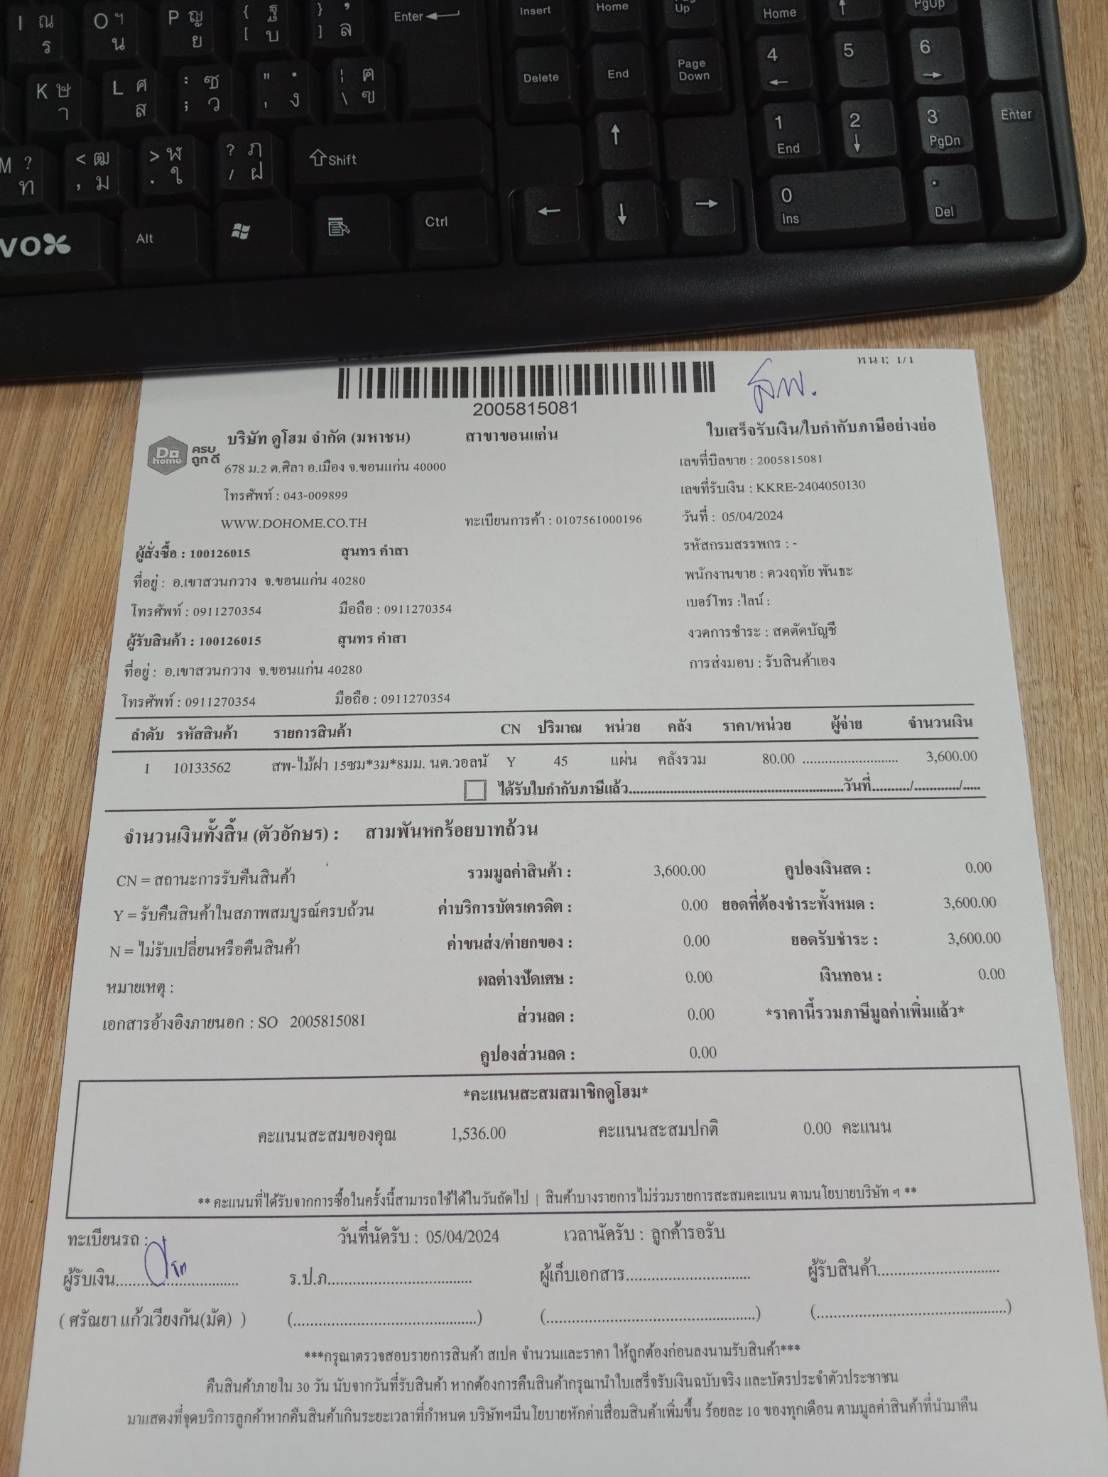 I ณ ร
O ฯ น
P ญ ย
{ ฐ [ บ
} ' ] ล
Enter
Insert
Home
Up
Home
PgUp
K ษ า
L ศ ส
: ซ ; ว
" . ' ง
¦ ฅ \ ฃ
Delete
End
Page Down
4
5
6
M ? ท
< ฒ , ม
> ฬ . ใ
? ฦ / ฝ
Shift
1 End
2
3 PgDn
Enter
VOX
Alt
Ctrl
0 Ins
. Del
หน้า: 1/1
2005815081
Do home ครบ ถูก ดี
บริษัท ดูโฮม จำกัด (มหาชน) สาขาขอนแก่น ใบเสร็จรับเงิน/ใบกำกับภาษีอย่างย่อ
678 ม.2 ต.ศิลา อ.เมือง จ.ขอนแก่น 40000 เลขที่บิลขาย : 2005815081
โทรศัพท์ : 043-009899 เลขที่รับเงิน : KKRE-2404050130
WWW.DOHOME.CO.TH ทะเบียนการค้า : 0107561000196 วันที่ : 05/04/2024
ผู้สั่งซื้อ : 100126015 สุนทร คำสา รหัสกรมสรรพกร : -
ที่อยู่ : อ.เขาสวนกวาง จ.ขอนแก่น 40280 พนักงานขาย : ดวงฤทัย พันธะ
โทรศัพท์ : 0911270354 มือถือ : 0911270354 เบอร์โทร :ไลน์ :
ผู้รับสินค้า : 100126015 สุนทร คำสา งวดการชำระ : สดตัดบัญชี
ที่อยู่ : อ.เขาสวนกวาง จ.ขอนแก่น 40280 การส่งมอบ : รับสินค้าเอง
โทรศัพท์ : 0911270354 มือถือ : 0911270354
ลำดับ รหัสสินค้า รายการสินค้า CN ปริมาณ หน่วย คลัง ราคา/หน่วย ผู้จ่าย จำนวนเงิน
1 10133562 สพ-ไม้ฝา 15ซม*3ม*8มม. นค.วอลนั Y 45 แผ่น คลังรวม 80.00 .......................... 3,600.00
ได้รับใบกำกับภาษีแล้ว..........................................................วันที่........../............/.....
จำนวนเงินทั้งสิ้น (ตัวอักษร) : สามพันหกร้อยบาทถ้วน
CN = สถานะการรับคืนสินค้า รวมมูลค่าสินค้า : 3,600.00 คูปองเงินสด : 0.00
Y = รับคืนสินค้าในสภาพสมบูรณ์ครบถ้วน ค่าบริการบัตรเครดิต : 0.00 ยอดที่ต้องชำระทั้งหมด : 3,600.00
N = ไม่รับเปลี่ยนหรือคืนสินค้า ค่าขนส่ง/ค่ายกของ : 0.00 ยอดรับชำระ : 3,600.00
หมายเหตุ : ผลต่างปัดเศษ : 0.00 เงินทอน : 0.00
เอกสารอ้างอิงภายนอก : SO 2005815081 ส่วนลด : 0.00 *ราคานี้รวมภาษีมูลค่าเพิ่มแล้ว*
คูปองส่วนลด : 0.00
*คะแนนสะสมสมาชิกดูโฮม*
คะแนนสะสมของคุณ 1,536.00 คะแนนสะสมปกติ 0.00 คะแนน
** คะแนนที่ได้รับจากการซื้อในครั้งนี้สามารถใช้ได้ในวันถัดไป | สินค้าบางรายการไม่ร่วมรายการสะสมคะแนน ตามนโยบายบริษัท ฯ **
ทะเบียนรถ : วันที่นัดรับ : 05/04/2024 เวลานัดรับ : ลูกค้ารอรับ
ผู้รับเงิน............................ ร.ป.ภ................................. ผู้เก็บเอกสาร............................ ผู้รับสินค้า............................
( ศรัณยา แก้วเวียงกัน(มัด) ) (..........................................) (..........................................) (..........................................)
***กรุณาตรวจสอบรายการสินค้า สเปค จำนวนและราคา ให้ถูกต้องก่อนลงนามรับสินค้า***
คืนสินค้าภายใน 30 วัน นับจากวันที่รับสินค้า หากต้องการคืนสินค้ากรุณานำใบเสร็จรับเงินฉบับจริง และบัตรประจำตัวประชาชน
มาแสดงที่จุดบริการลูกค้าหากคืนสินค้าเกินระยะเวลาที่กำหนด บริษัทฯมีนโยบายหักค่าเสื่อมสินค้าเพิ่มขึ้น ร้อยละ 10 ของทุกเดือน ตามมูลค่าสินค้าที่นำมาคืน